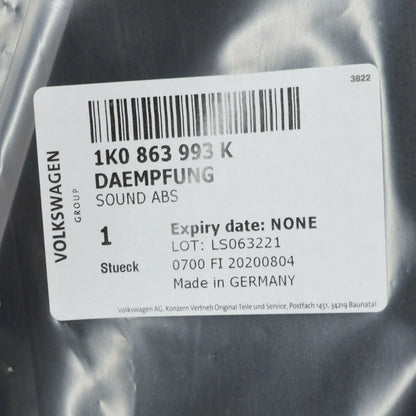 3822
VOLKSWAGEN
GROUP
1K0 863 993 K
DAEMPFUNG
SOUND ABS
1
Stueck
Expiry date: NONE
LOT: LS063221
0700 FI 20200804
Made in GERMANY
Volkswagen AG, Konzern Vertrieb Original Teile und Service, Postfach 1451, 34219 Baunatal